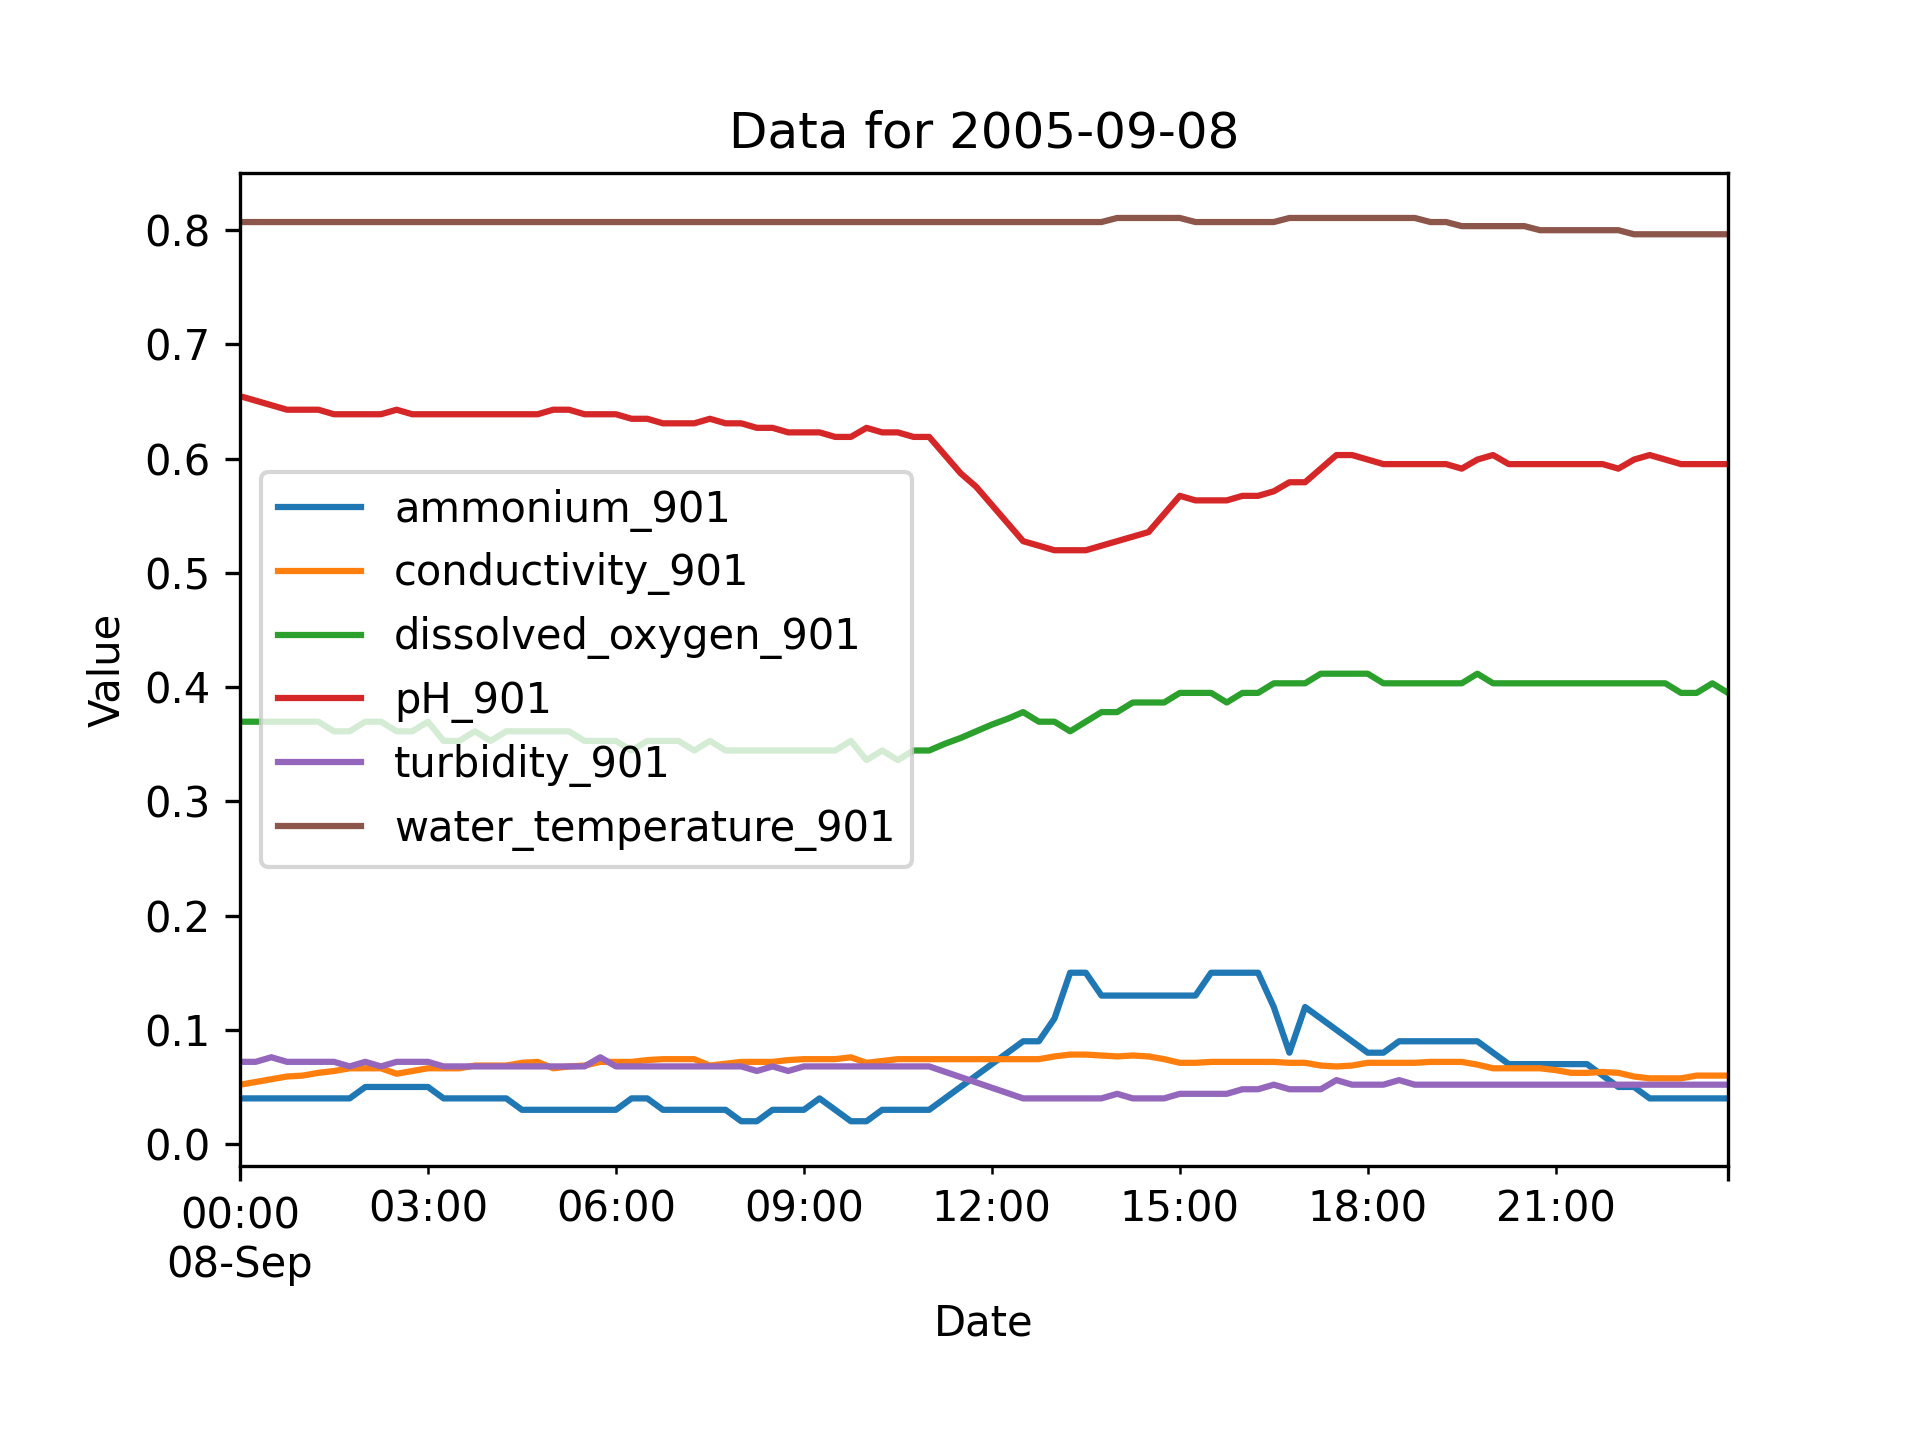 Data for 2005-09-08
0.8
0.7
0.6
0.5
0.4
0.3
0.2
0.1
0.0
Value
ammonium_901
conductivity_901
dissolved_oxygen_901
pH_901
turbidity_901
water_temperature_901
00:00 03:00 06:00 09:00 12:00 15:00 18:00 21:00
08-Sep
Date